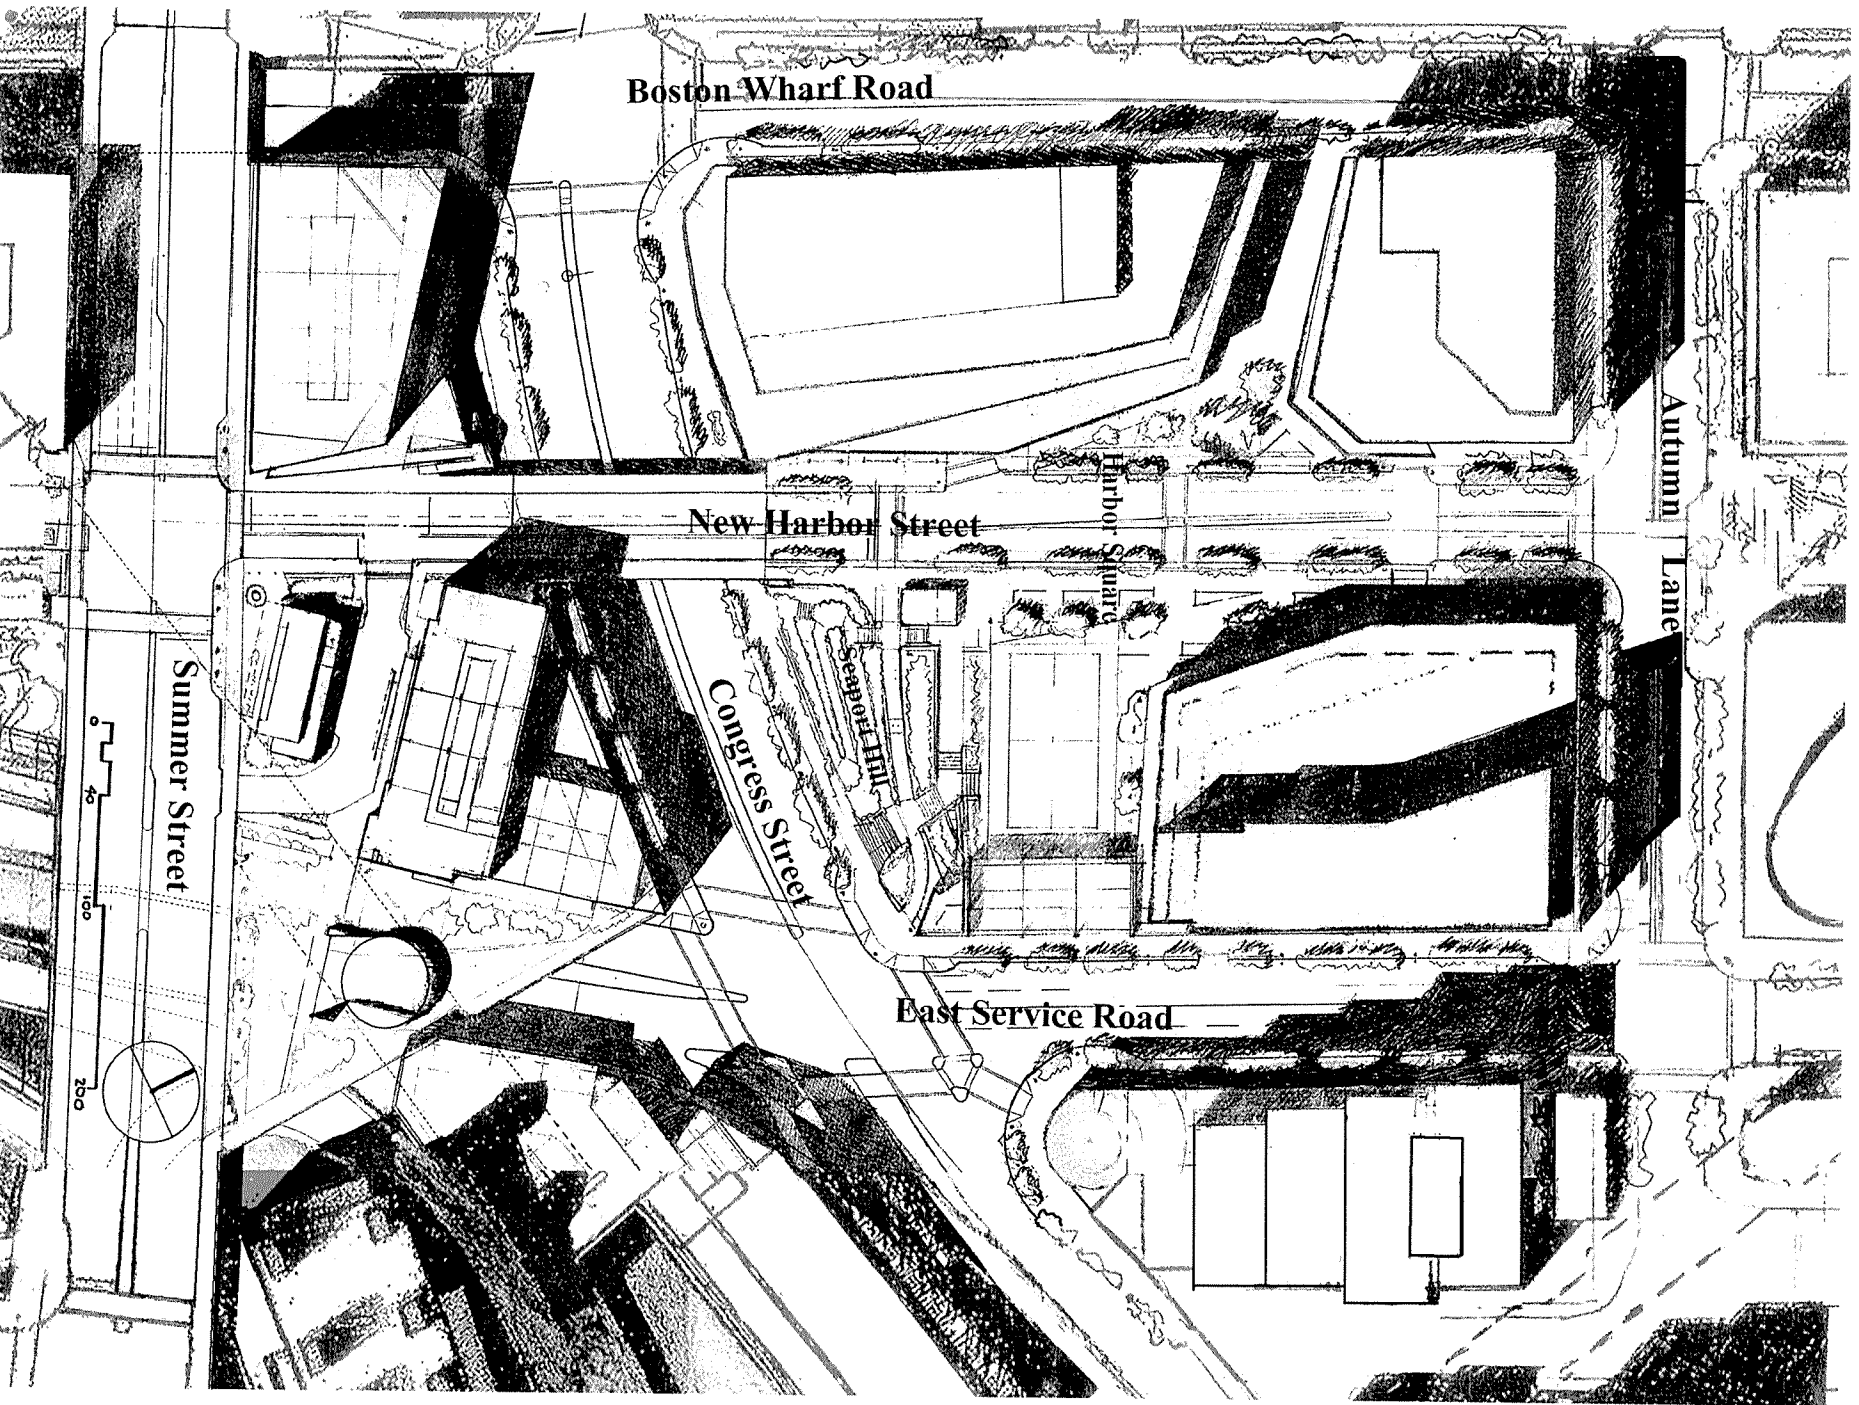 Boston Wharf Road
Autumn Lane
New Harbor Street
Harbor Square
Seaport Hill
Congress Street
Summer Street
0
40
100
200
East Service Road